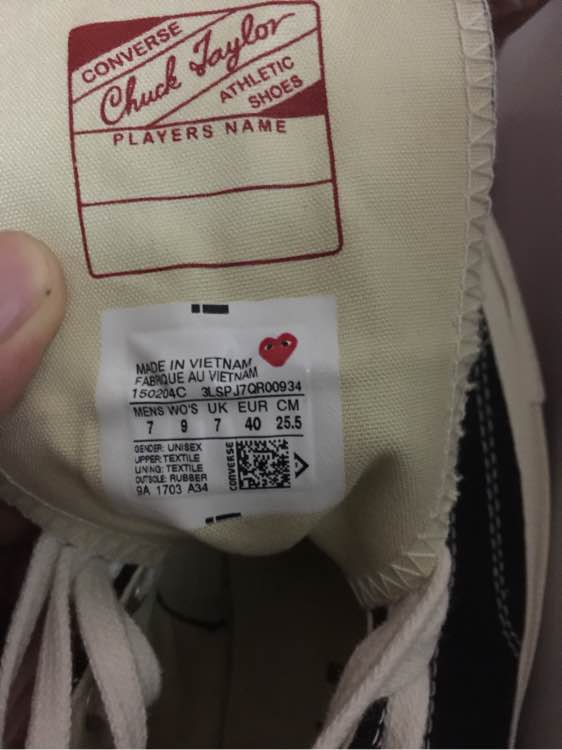 CONVERSE
Chuck Taylor
ATHLETIC
SHOES
PLAYERS NAME
MADE IN VIETNAM
FABRIQUE AU VIETNAM
150204C 3LSPJ7QR00934
MENS WO'S UK EUR CM
7 9 7 40 25.5
GENDER: UNISEX
UPPER: TEXTILE
LINING: TEXTILE
OUTSOLE: RUBBER
9A 1703 A34
CONVERSE